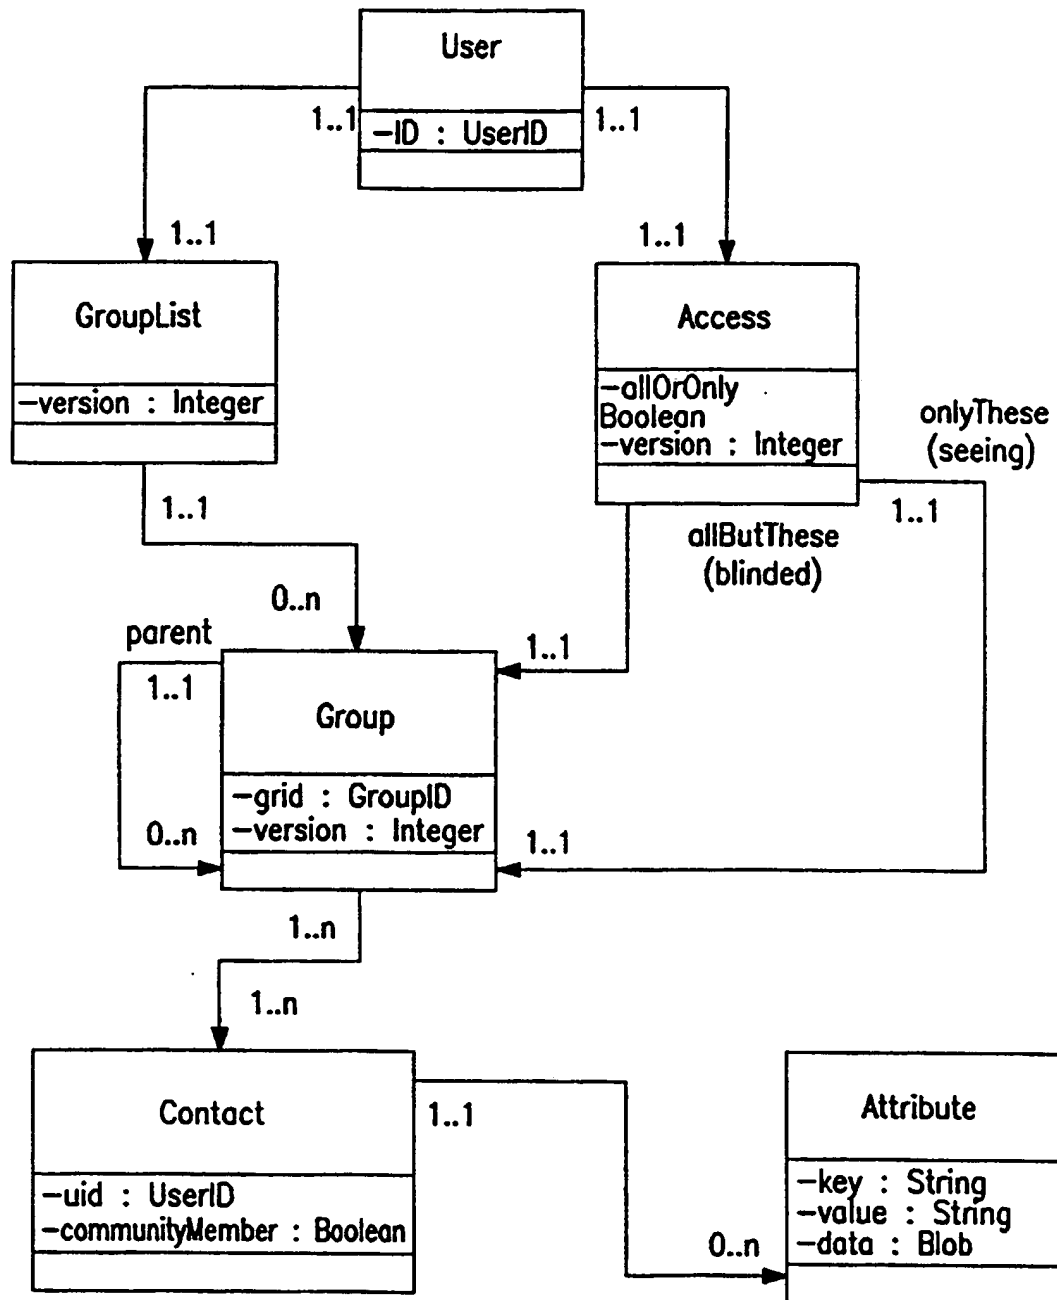 User
1..1
-ID : UserID
1..1
1..1
1..1
GroupList
-version : Integer
Access
-allOrOnly
Boolean
-version : Integer
onlyThese
(seeing)
1..1
1..1
allButThese
(blinded)
0..n
parent
1..1
1..1
Group
-grid : GroupID
-version : Integer
0..n
1..1
1..n
1..n
Contact
-uid : UserID
-communityMember : Boolean
1..1
Attribute
-key : String
-value : String
-data : Blob
0..n